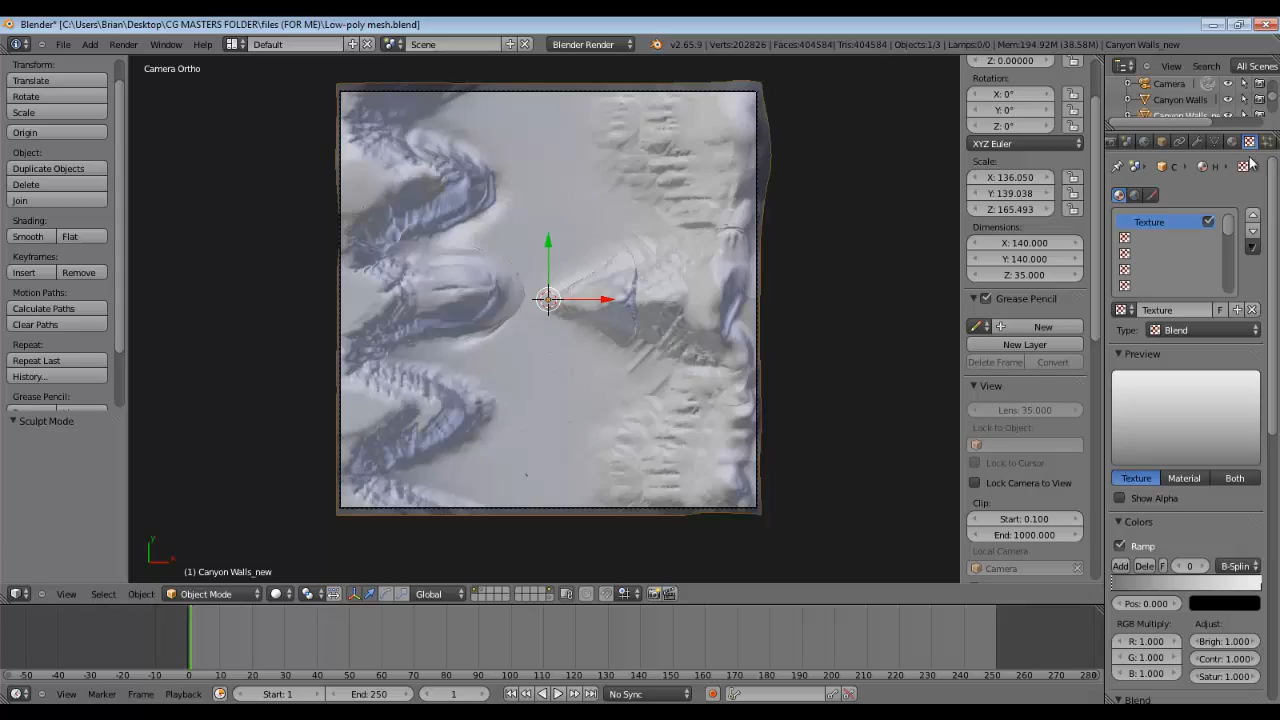 Blender* [C:\Users\Brian\Desktop\CG MASTERS FOLDER\files (FOR ME)\Low-poly mesh.blend]
File Add Render Window Help Default Scene Blender Render v2.65.9 | Verts:202826 | Faces:404584 | Tris:404584 | Objects:1/3 | Lamps:0/0 | Mem:194.92M (38.58M) | Canyon Walls_new
Transform:
Translate
Rotate
Scale
Origin
Object:
Duplicate Objects
Delete
Join
Shading:
Smooth Flat
Keyframes:
Insert Remove
Motion Paths:
Calculate Paths
Clear Paths
Repeat:
Repeat Last
History...
Grease Pencil:
Sculpt Mode
Camera Ortho
y
x
(1) Canyon Walls_new
Z: 0.00000
Rotation:
X: 0°
Y: 0°
Z: 0°
XYZ Euler
Scale:
X: 136.050
Y: 139.038
Z: 165.493
Dimensions:
X: 140.000
Y: 140.000
Z: 35.000
Grease Pencil
New
New Layer
Delete Frame Convert
View
Lens: 35.000
Lock to Object:
Lock to Cursor
Lock Camera to View
Clip:
Start: 0.100
End: 1000.000
Local Camera
Camera
View Search All Scenes
Camera
Canyon Walls
C H
Texture
Texture F
Type: Blend
Preview
Texture Material Both
Show Alpha
Colors
Ramp
Add Dele F 0 B-Splin
Pos: 0.000
RGB Multiply: Adjust:
R: 1.000 Brigh: 1.000
G: 1.000 Contr: 1.000
B: 1.000 Satur: 1.000
Blend
View Select Object Object Mode Global
-50 -40 -30 -20 -10 0 10 20 30 40 50 60 70 80 90 100 110 120 130 140 150 160 170 180 190 200 210 220 230 240 250 260 270 280
View Marker Frame Playback Start: 1 End: 250 1 No Sync